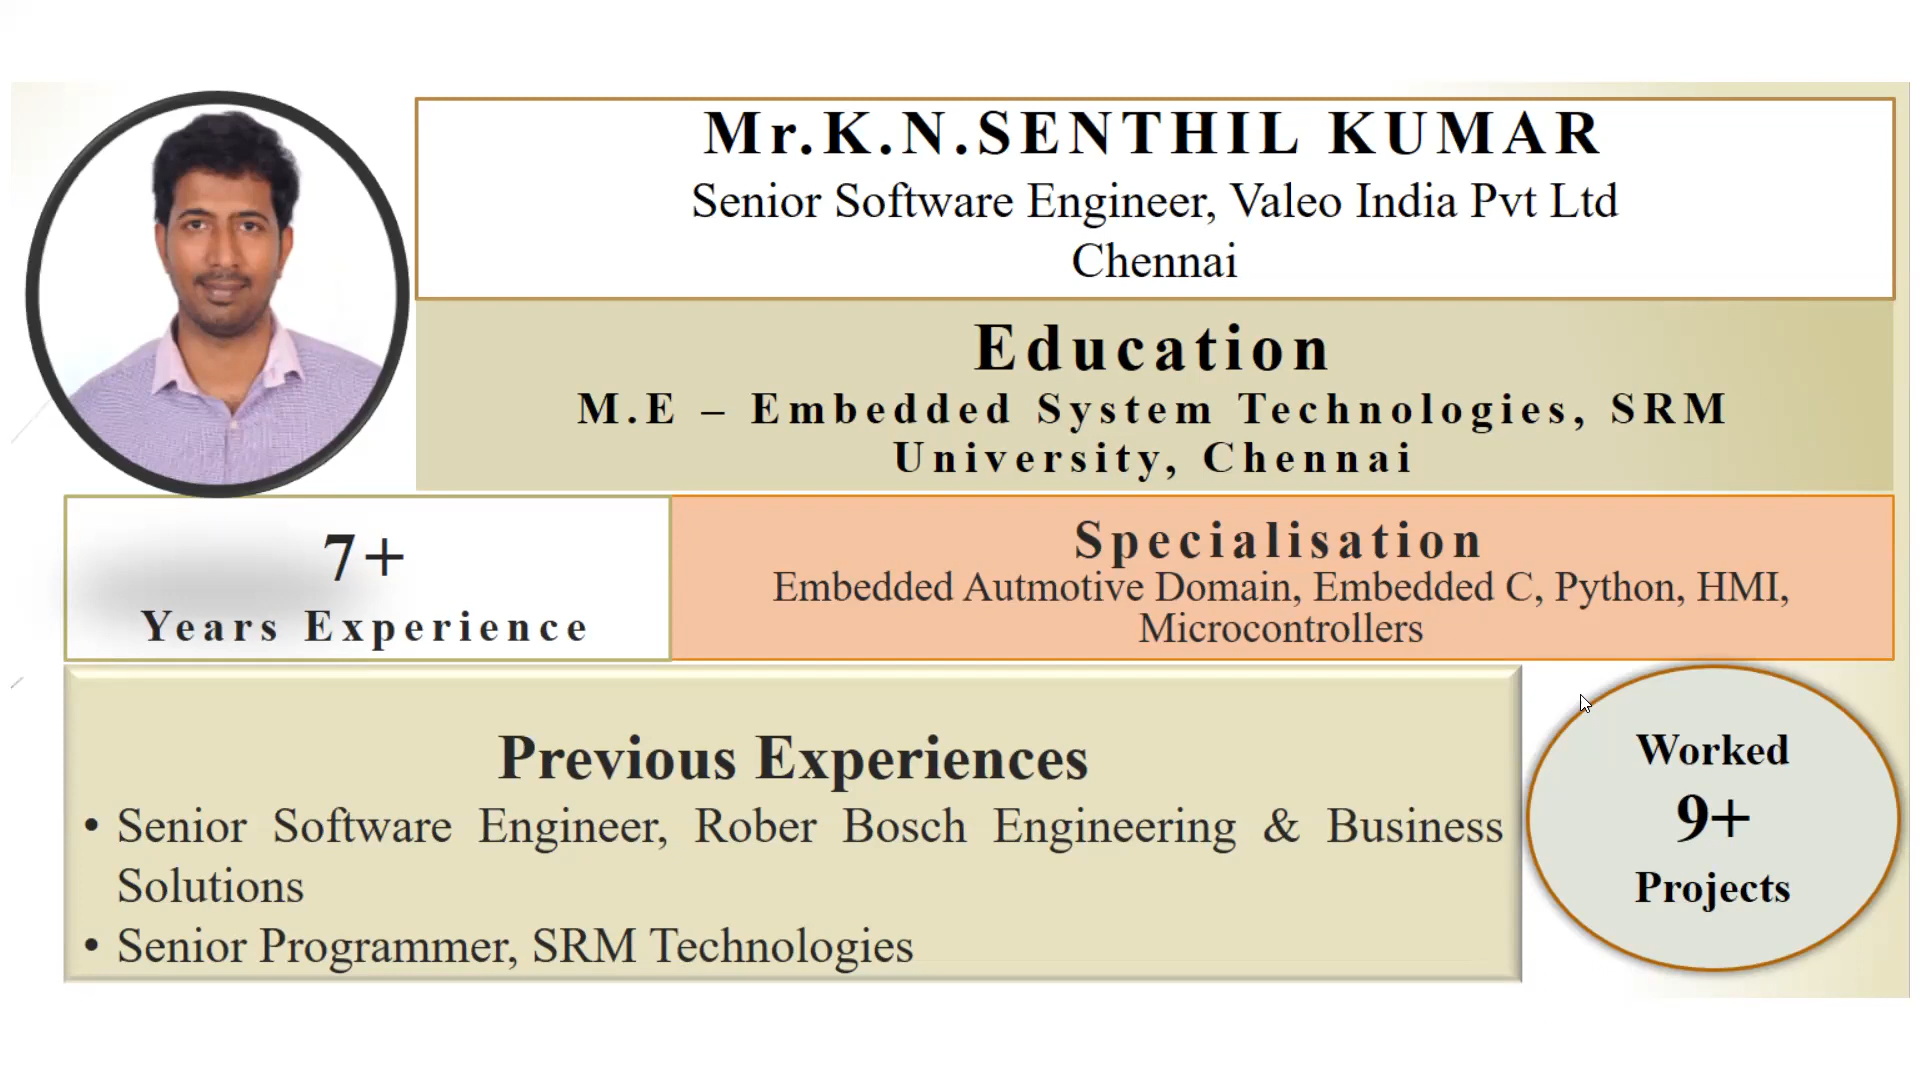 Mr.K.N.SENTHIL KUMAR
Senior Software Engineer, Valeo India Pvt Ltd
Chennai
Education
M.E – Embedded System Technologies, SRM
University, Chennai
7+
Years Experience
Specialisation
Embedded Autmotive Domain, Embedded C, Python, HMI,
Microcontrollers
Previous Experiences
• Senior Software Engineer, Rober Bosch Engineering & Business
Solutions
• Senior Programmer, SRM Technologies
Worked
9+
Projects